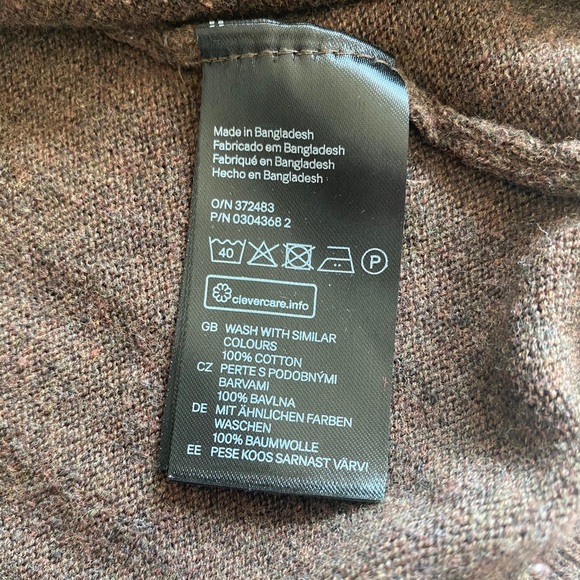 Made in Bangladesh
Fabricado em Bangladesh
Fabriqué en Bangladesh
Hecho en Bangladesh
O/N 372483
P/N 0304368 2
40 P
clevercare.info
GB WASH WITH SIMILAR
COLOURS
100% COTTON
CZ PERTE S PODOBNÝMI
BARVAMI
100% BAVLNA
DE MIT ÄHNLICHEN FARBEN
WASCHEN
100% BAUMWOLLE
EE PESE KOOS SARNAST VÄRVI